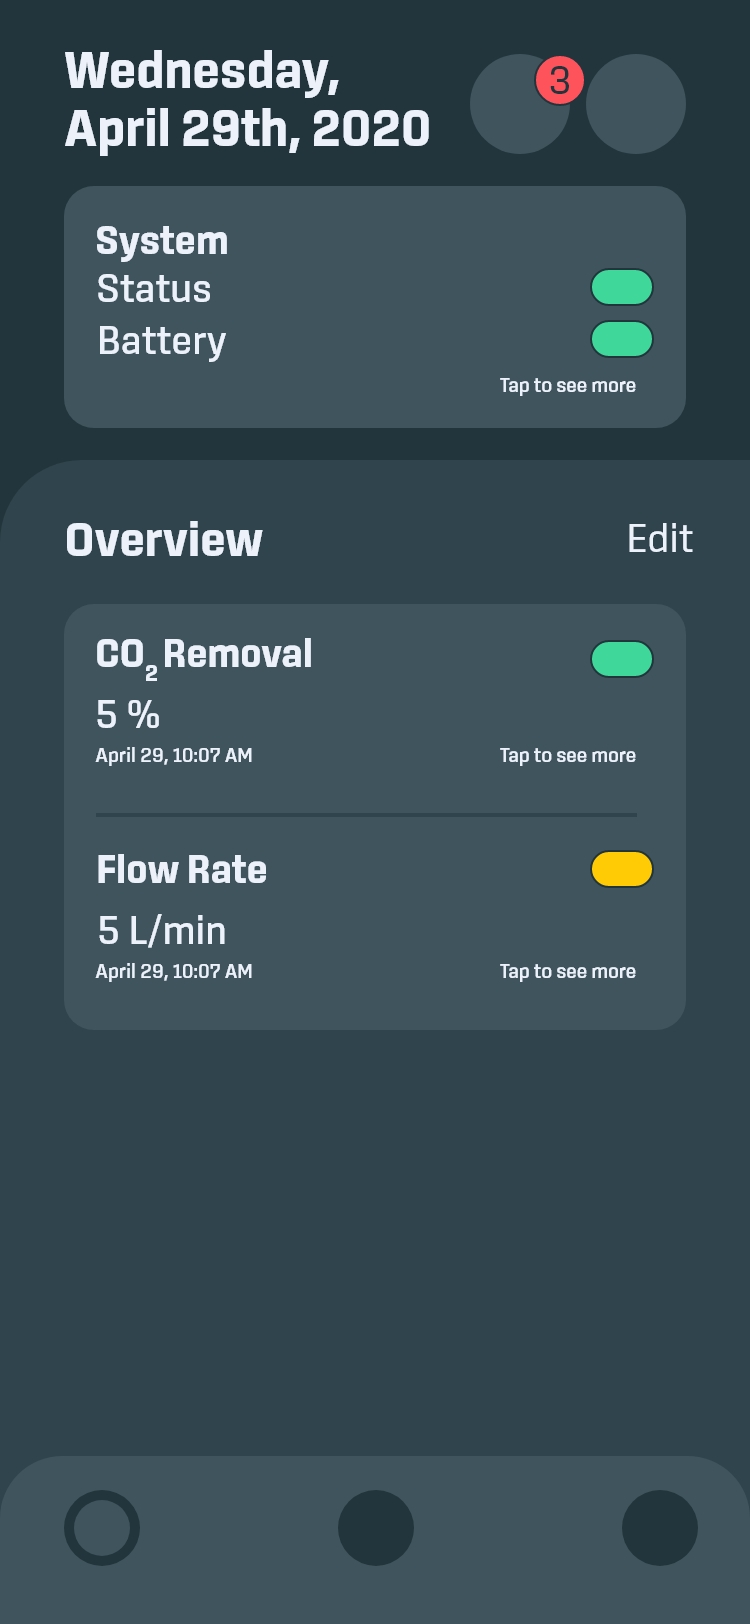 Wednesday,
April 29th, 2020
3
System
Status
Battery
Tap to see more
Overview
Edit
CO₂ Removal
5 %
April 29, 10:07 AM
Tap to see more
Flow Rate
5 L/min
April 29, 10:07 AM
Tap to see more